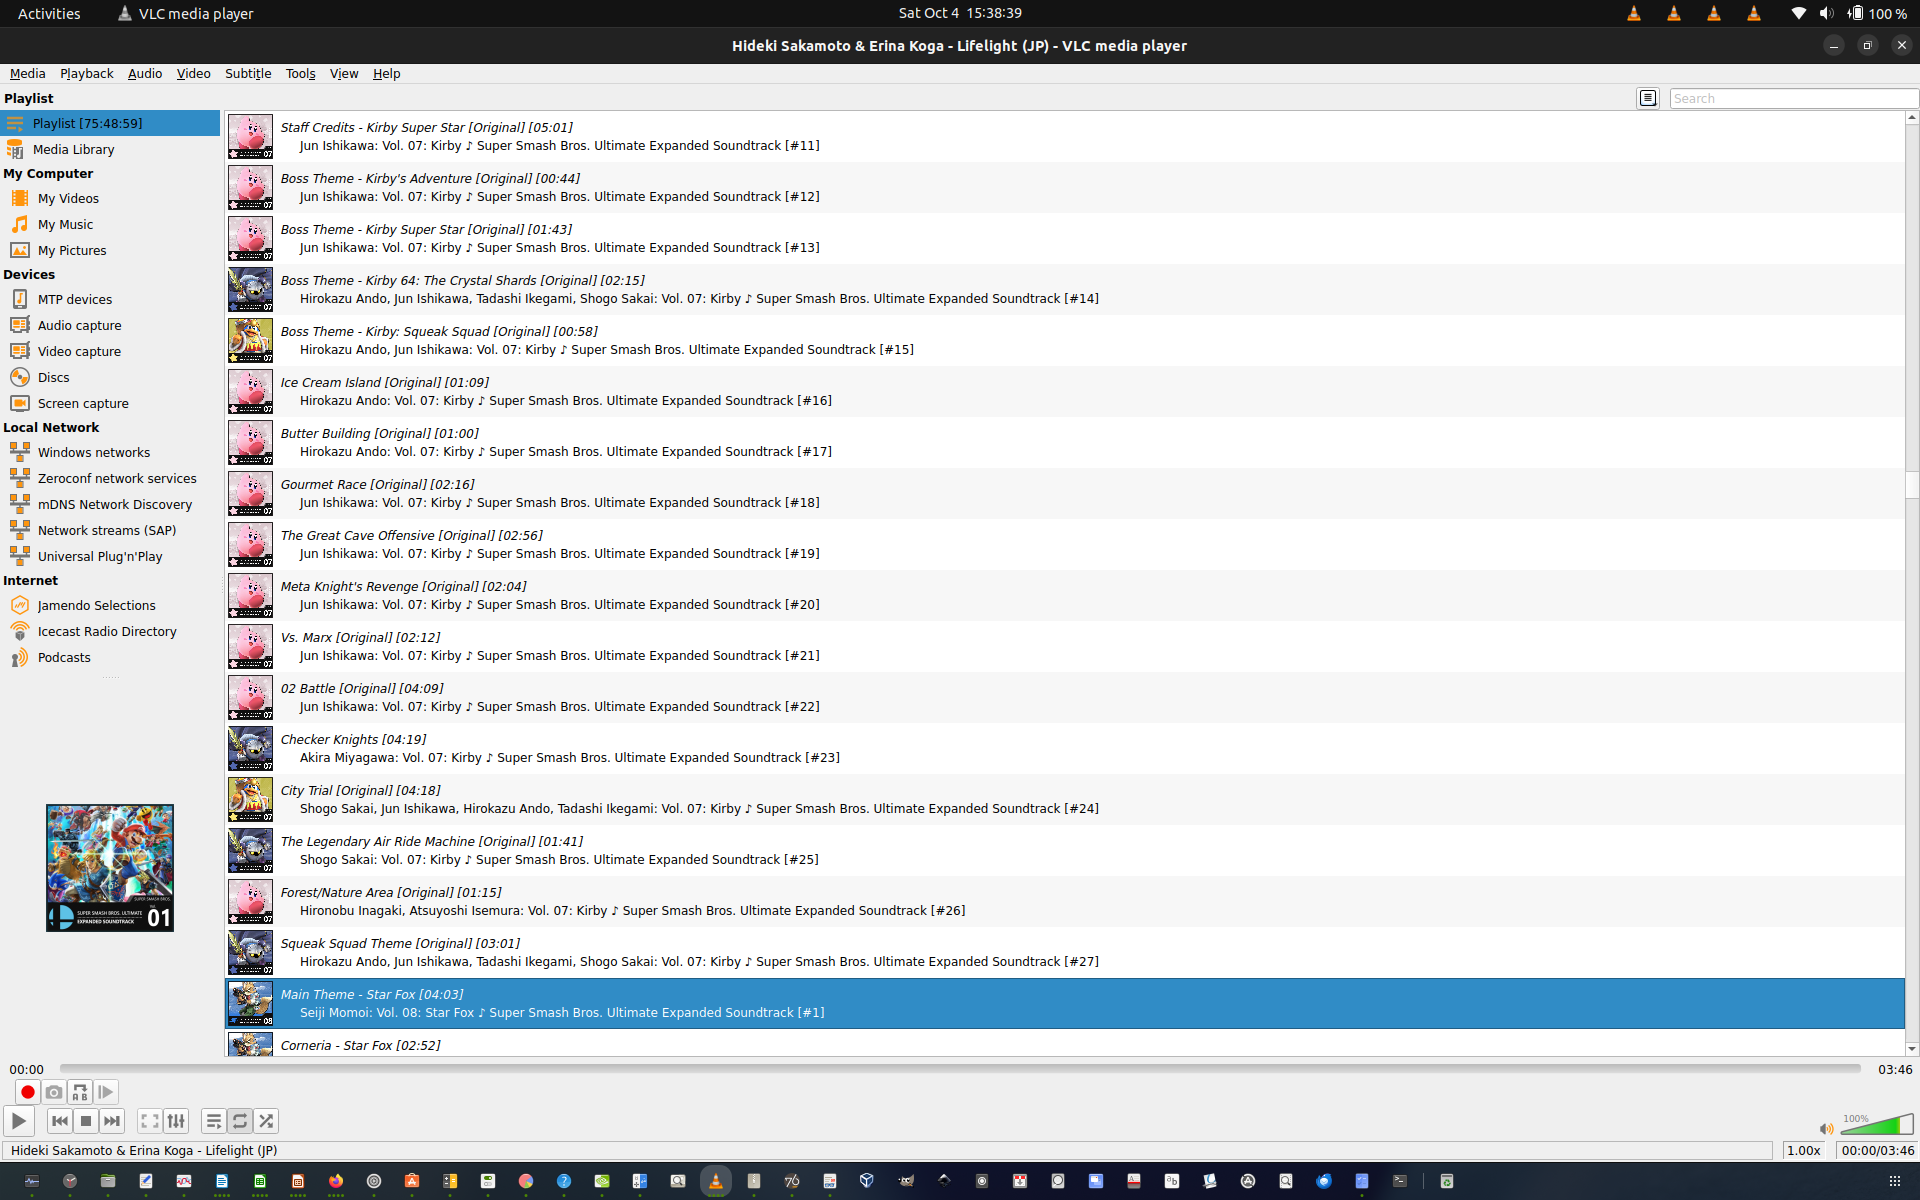 Activities
VLC media player
Sat Oct 4 15:38:39
100 %
Hideki Sakamoto & Erina Koga - Lifelight (JP) - VLC media player
Media Playback Audio Video Subtitle Tools View Help
Playlist
Search
Playlist [75:48:59]
Media Library
My Computer
My Videos
My Music
My Pictures
Devices
MTP devices
Audio capture
Video capture
Discs
Screen capture
Local Network
Windows networks
Zeroconf network services
mDNS Network Discovery
Network streams (SAP)
Universal Plug'n'Play
Internet
Jamendo Selections
Icecast Radio Directory
Podcasts
SUPER SMASH BROS. ULTIMATE
EXPANDED SOUNDTRACK
01
Staff Credits - Kirby Super Star [Original] [05:01]
Jun Ishikawa: Vol. 07: Kirby ♪ Super Smash Bros. Ultimate Expanded Soundtrack [#11]
Boss Theme - Kirby's Adventure [Original] [00:44]
Jun Ishikawa: Vol. 07: Kirby ♪ Super Smash Bros. Ultimate Expanded Soundtrack [#12]
Boss Theme - Kirby Super Star [Original] [01:43]
Jun Ishikawa: Vol. 07: Kirby ♪ Super Smash Bros. Ultimate Expanded Soundtrack [#13]
Boss Theme - Kirby 64: The Crystal Shards [Original] [02:15]
Hirokazu Ando, Jun Ishikawa, Tadashi Ikegami, Shogo Sakai: Vol. 07: Kirby ♪ Super Smash Bros. Ultimate Expanded Soundtrack [#14]
Boss Theme - Kirby: Squeak Squad [Original] [00:58]
Hirokazu Ando, Jun Ishikawa: Vol. 07: Kirby ♪ Super Smash Bros. Ultimate Expanded Soundtrack [#15]
Ice Cream Island [Original] [01:09]
Hirokazu Ando: Vol. 07: Kirby ♪ Super Smash Bros. Ultimate Expanded Soundtrack [#16]
Butter Building [Original] [01:00]
Hirokazu Ando: Vol. 07: Kirby ♪ Super Smash Bros. Ultimate Expanded Soundtrack [#17]
Gourmet Race [Original] [02:16]
Jun Ishikawa: Vol. 07: Kirby ♪ Super Smash Bros. Ultimate Expanded Soundtrack [#18]
The Great Cave Offensive [Original] [02:56]
Jun Ishikawa: Vol. 07: Kirby ♪ Super Smash Bros. Ultimate Expanded Soundtrack [#19]
Meta Knight's Revenge [Original] [02:04]
Jun Ishikawa: Vol. 07: Kirby ♪ Super Smash Bros. Ultimate Expanded Soundtrack [#20]
Vs. Marx [Original] [02:12]
Jun Ishikawa: Vol. 07: Kirby ♪ Super Smash Bros. Ultimate Expanded Soundtrack [#21]
02 Battle [Original] [04:09]
Jun Ishikawa: Vol. 07: Kirby ♪ Super Smash Bros. Ultimate Expanded Soundtrack [#22]
Checker Knights [04:19]
Akira Miyagawa: Vol. 07: Kirby ♪ Super Smash Bros. Ultimate Expanded Soundtrack [#23]
City Trial [Original] [04:18]
Shogo Sakai, Jun Ishikawa, Hirokazu Ando, Tadashi Ikegami: Vol. 07: Kirby ♪ Super Smash Bros. Ultimate Expanded Soundtrack [#24]
The Legendary Air Ride Machine [Original] [01:41]
Shogo Sakai: Vol. 07: Kirby ♪ Super Smash Bros. Ultimate Expanded Soundtrack [#25]
Forest/Nature Area [Original] [01:15]
Hironobu Inagaki, Atsuyoshi Isemura: Vol. 07: Kirby ♪ Super Smash Bros. Ultimate Expanded Soundtrack [#26]
Squeak Squad Theme [Original] [03:01]
Hirokazu Ando, Jun Ishikawa, Tadashi Ikegami, Shogo Sakai: Vol. 07: Kirby ♪ Super Smash Bros. Ultimate Expanded Soundtrack [#27]
Main Theme - Star Fox [04:03]
Seiji Momoi: Vol. 08: Star Fox ♪ Super Smash Bros. Ultimate Expanded Soundtrack [#1]
Corneria - Star Fox [02:52]
00:00
03:46
100%
Hideki Sakamoto & Erina Koga - Lifelight (JP)
1.00x
00:00/03:46